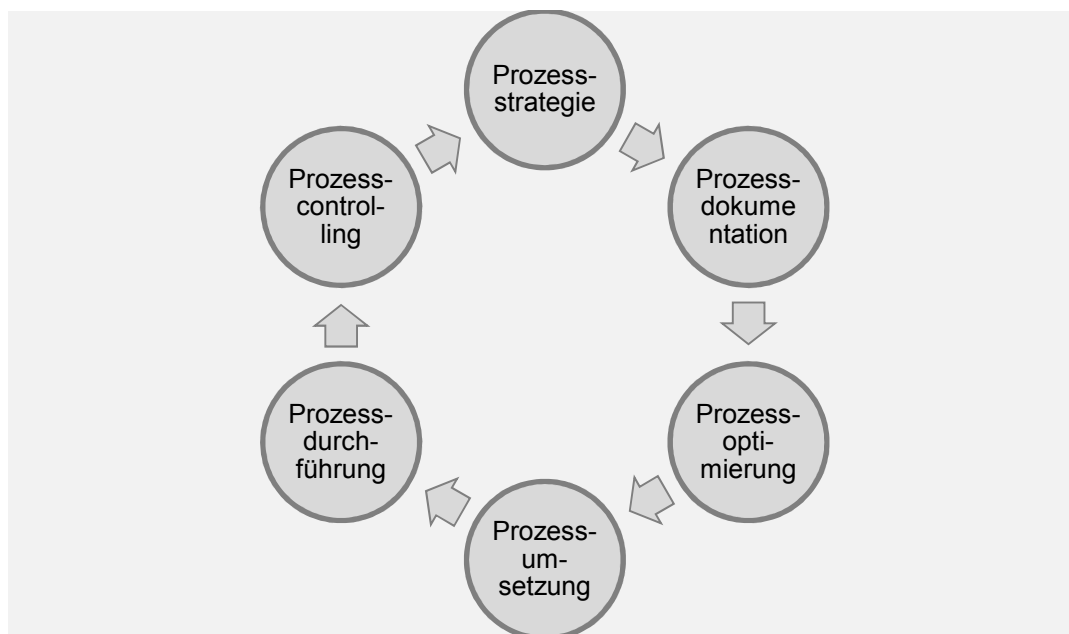 Prozess-
strategie
Prozess-
dokume
ntation
Prozess-
opti-
mierung
Prozess-
um-
setzung
Prozess-
durch-
führung
Prozess-
control-
ling